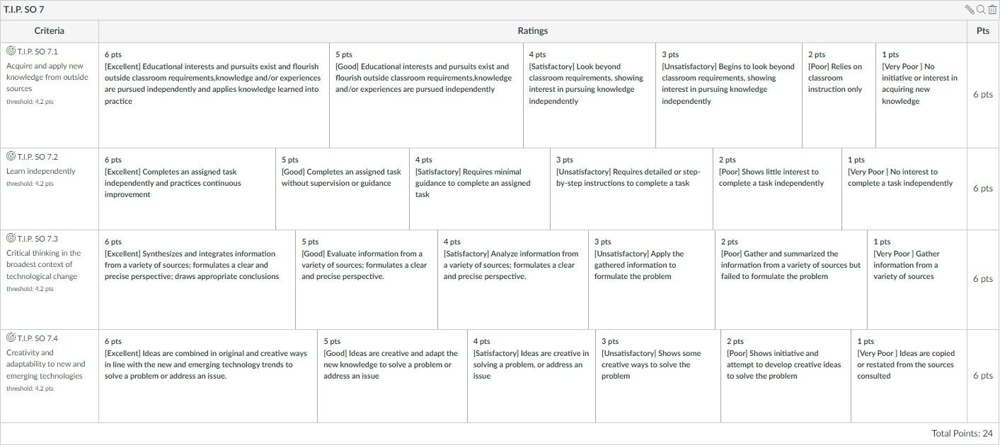 T.I.P. SO 7
Criteria
Ratings
Pts
T.I.P. SO 7.1
Acquire and apply new
knowledge from outside
sources
threshold: 4.2 pts
6 pts
[Excellent] Educational interests and pursuits exist and flourish
outside classroom requirements,knowledge and/or experiences
are pursued independently and applies knowledge learned into
practice
5 pts
[Good] Educational interests and pursuits exist and
flourish outside classroom requirements,knowledge
and/or experiences are pursued independently
4 pts
[Satisfactory] Look beyond
classroom requirements, showing
interest in pursuing knowledge
independently
3 pts
[Unsatisfactory] Begins to look beyond
classroom requirements, showing
interest in pursuing knowledge
independently
2 pts
[Poor] Relies on
classroom
instruction only
1 pts
[Very Poor ] No
initiative or interest in
acquiring new
knowledge
6 pts
T.I.P. SO 7.2
Learn independently
threshold: 4.2 pts
6 pts
[Excellent] Completes an assigned task
independently and practices continuous
improvement
5 pts
[Good] Completes an assigned task
without supervision or guidance
4 pts
[Satisfactory] Requires minimal
guidance to complete an assigned
task
3 pts
[Unsatisfactory] Requires detailed or step-
by-step instructions to complete a task
2 pts
[Poor] Shows little interest to
complete a task independently
1 pts
[Very Poor ] No interest to
complete a task independently
6 pts
T.I.P. SO 7.3
Critical thinking in the
broadest context of
technological change
threshold: 4.2 pts
6 pts
[Excellent] Synthesizes and integrates information
from a variety of sources; formulates a clear and
precise perspective; draws appropriate conclusions
5 pts
[Good] Evaluate information from a
variety of sources; formulates a clear
and precise perspective.
4 pts
[Satisfactory] Analyze information from
a variety of sources; formulates a clear
and precise perspective.
3 pts
[Unsatisfactory] Apply the
gathered information to
formulate the problem
2 pts
[Poor] Gather and summarized the
information from a variety of sources but
failed to formulate the problem
1 pts
[Very Poor ] Gather
information from a
variety of sources
6 pts
T.I.P. SO 7.4
Creativity and
adaptability to new and
emerging technologies
threshold: 4.2 pts
6 pts
[Excellent] Ideas are combined in original and creative ways
in line with the new and emerging technology trends to
solve a problem or address an issue.
5 pts
[Good] Ideas are creative and adapt the
new knowledge to solve a problem or
address an issue
4 pts
[Satisfactory] Ideas are creative in
solving a problem, or address an
issue
3 pts
[Unsatisfactory] Shows some
creative ways to solve the
problem
2 pts
[Poor] Shows initiative and
attempt to develop creative ideas
to solve the problem
1 pts
[Very Poor ] Ideas are copied
or restated from the sources
consulted
6 pts
Total Points: 24